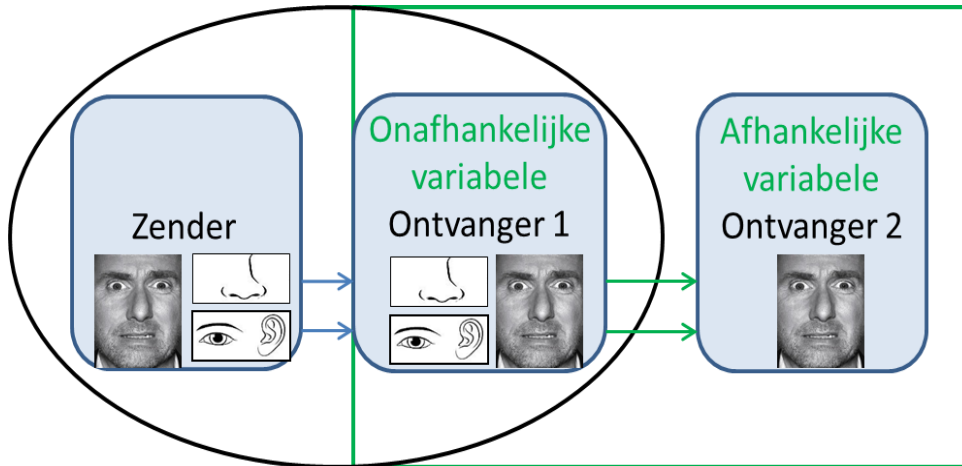 Zender
Onafhankelijke
variabele
Ontvanger 1
Afhankelijke
variabele
Ontvanger 2